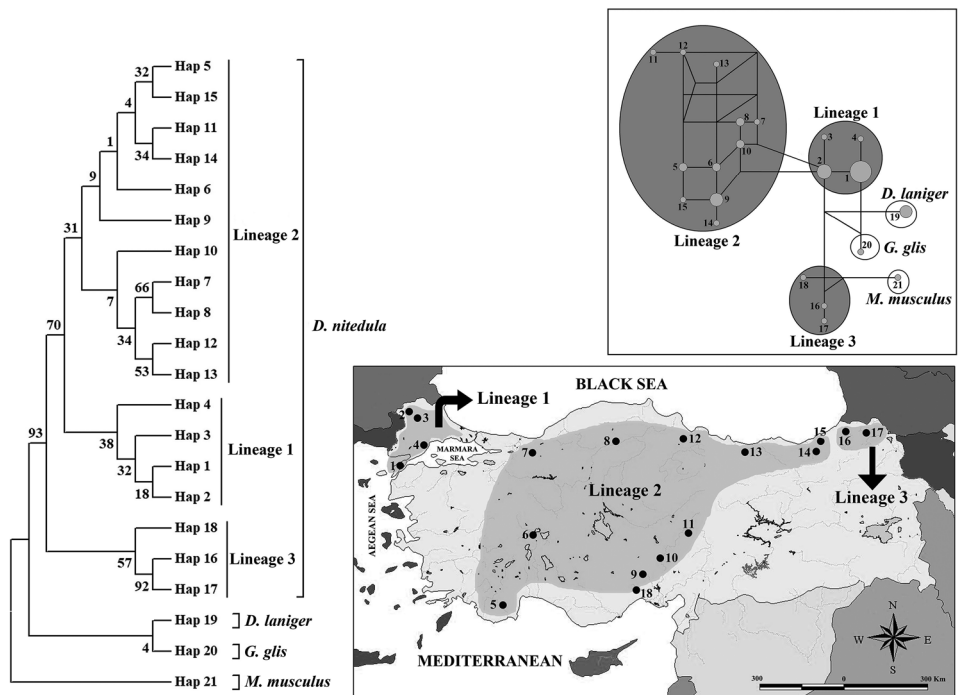 Hap 5
Hap 15
Hap 11
Hap 14
Hap 6
Hap 9
Hap 10
Hap 7
Hap 8
Hap 12
Hap 13
Hap 4
Hap 3
Hap 1
Hap 2
Hap 18
Hap 16
Hap 17
Hap 19
Hap 20
Hap 21
32
4
34
1
9
31
7
66
34
53
70
38
32
18
93
57
92
4
Lineage 2
Lineage 1
Lineage 3
D. nitedula
D. laniger
G. glis
M. musculus
11
12
13
8
7
10
5
6
15
9
14
Lineage 2
Lineage 1
3
4
2
1
D. laniger
19
20
G. glis
18
21
M. musculus
16
17
Lineage 3
BLACK SEA
Lineage 1
2
3
4
1
MARMARA
SEA
AEGEAN SEA
7
8
12
13
15
14
16
17
Lineage 2
Lineage 3
6
11
10
9
18
5
MEDITERRANEAN
N
W
E
S
300
0
300 Km